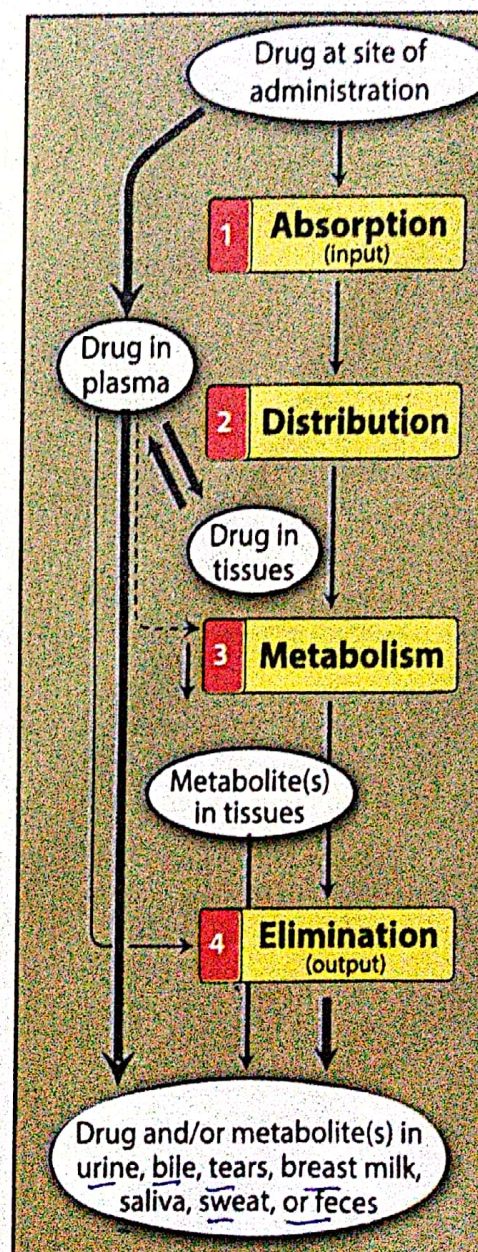 Drug at site of
administration
1
Absorption
(input)
Drug in
plasma
2
Distribution
Drug in
tissues
3
Metabolism
Metabolite(s)
in tissues
4
Elimination
(output)
Drug and/or metabolite(s) in
urine, bile, tears, breast milk,
saliva, sweat, or feces